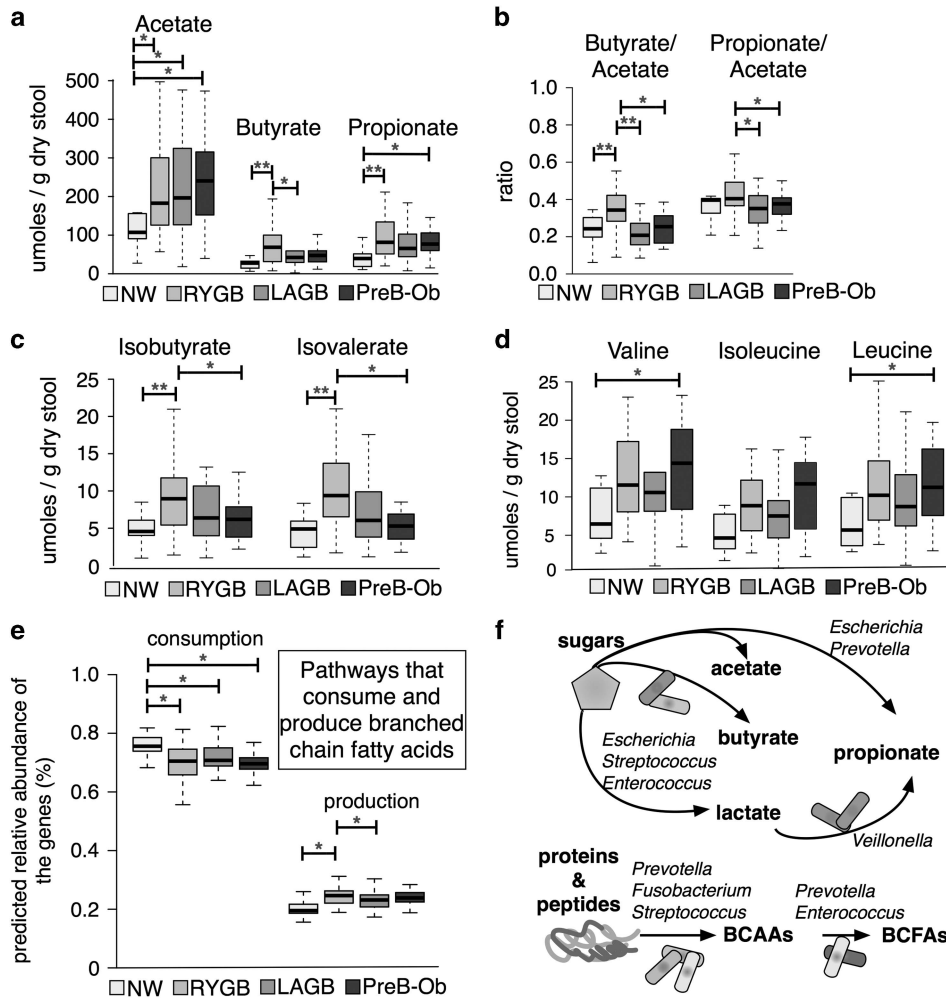 a
Acetate
*
*
*
umoles / g dry stool
500
400
300
200
100
0
Butyrate
**
*
Propionate
*
**
NW RYGB LAGB PreB-Ob
b
Butyrate/
Acetate
Propionate/
Acetate
ratio
1.0
0.8
0.6
0.4
0.2
0.0
*
**
**
*
*
NW RYGB LAGB PreB-Ob
c
Isobutyrate
Isovalerate
umoles / g dry stool
25
20
15
10
5
0
*
**
*
**
NW RYGB LAGB PreB-Ob
d
Valine
Isoleucine
Leucine
umoles / g dry stool
25
20
15
10
5
0
*
*
NW RYGB LAGB PreB-Ob
e
consumption
predicted relative abundance of
the genes (%)
1.0
0.8
0.6
0.4
0.2
0
*
*
*
Pathways that
consume and
produce branched
chain fatty acids
production
*
*
NW RYGB LAGB PreB-Ob
f
sugars
acetate
Escherichia
Prevotella
butyrate
propionate
Escherichia
Streptococcus
Enterococcus
lactate
Veillonella
proteins
&
peptides
Prevotella
Fusobacterium
Streptococcus
BCAAs
Prevotella
Enterococcus
BCFAs